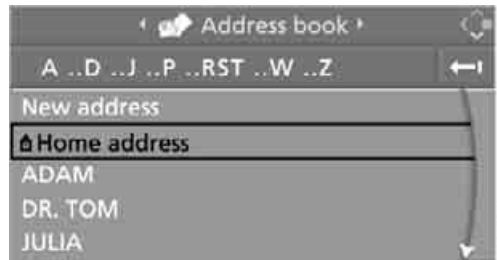 Address book
A ..D ..J ..P ..RST ..W ..Z
New address
Home address
ADAM
DR. TOM
JULIA